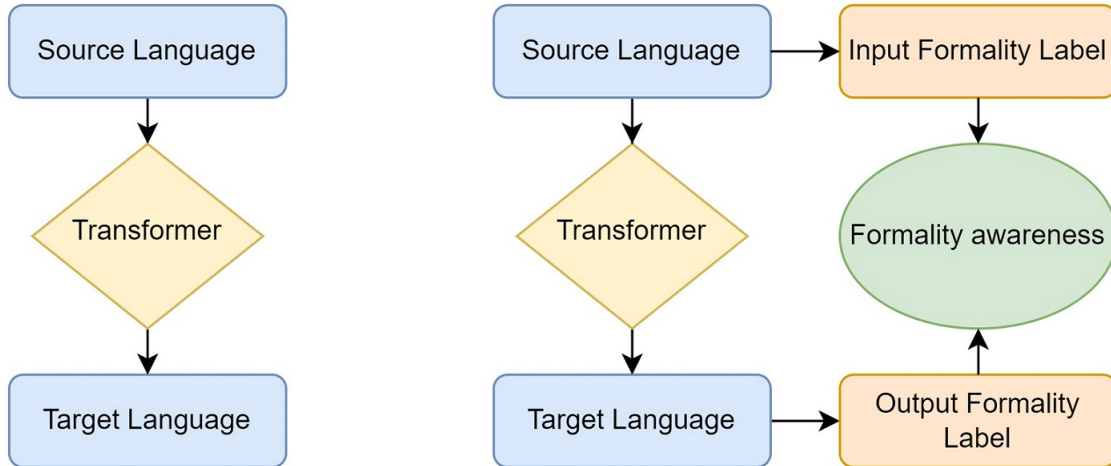 Source Language
Transformer
Target Language
Source Language
Input Formality Label
Transformer
Formality awareness
Target Language
Output Formality
Label